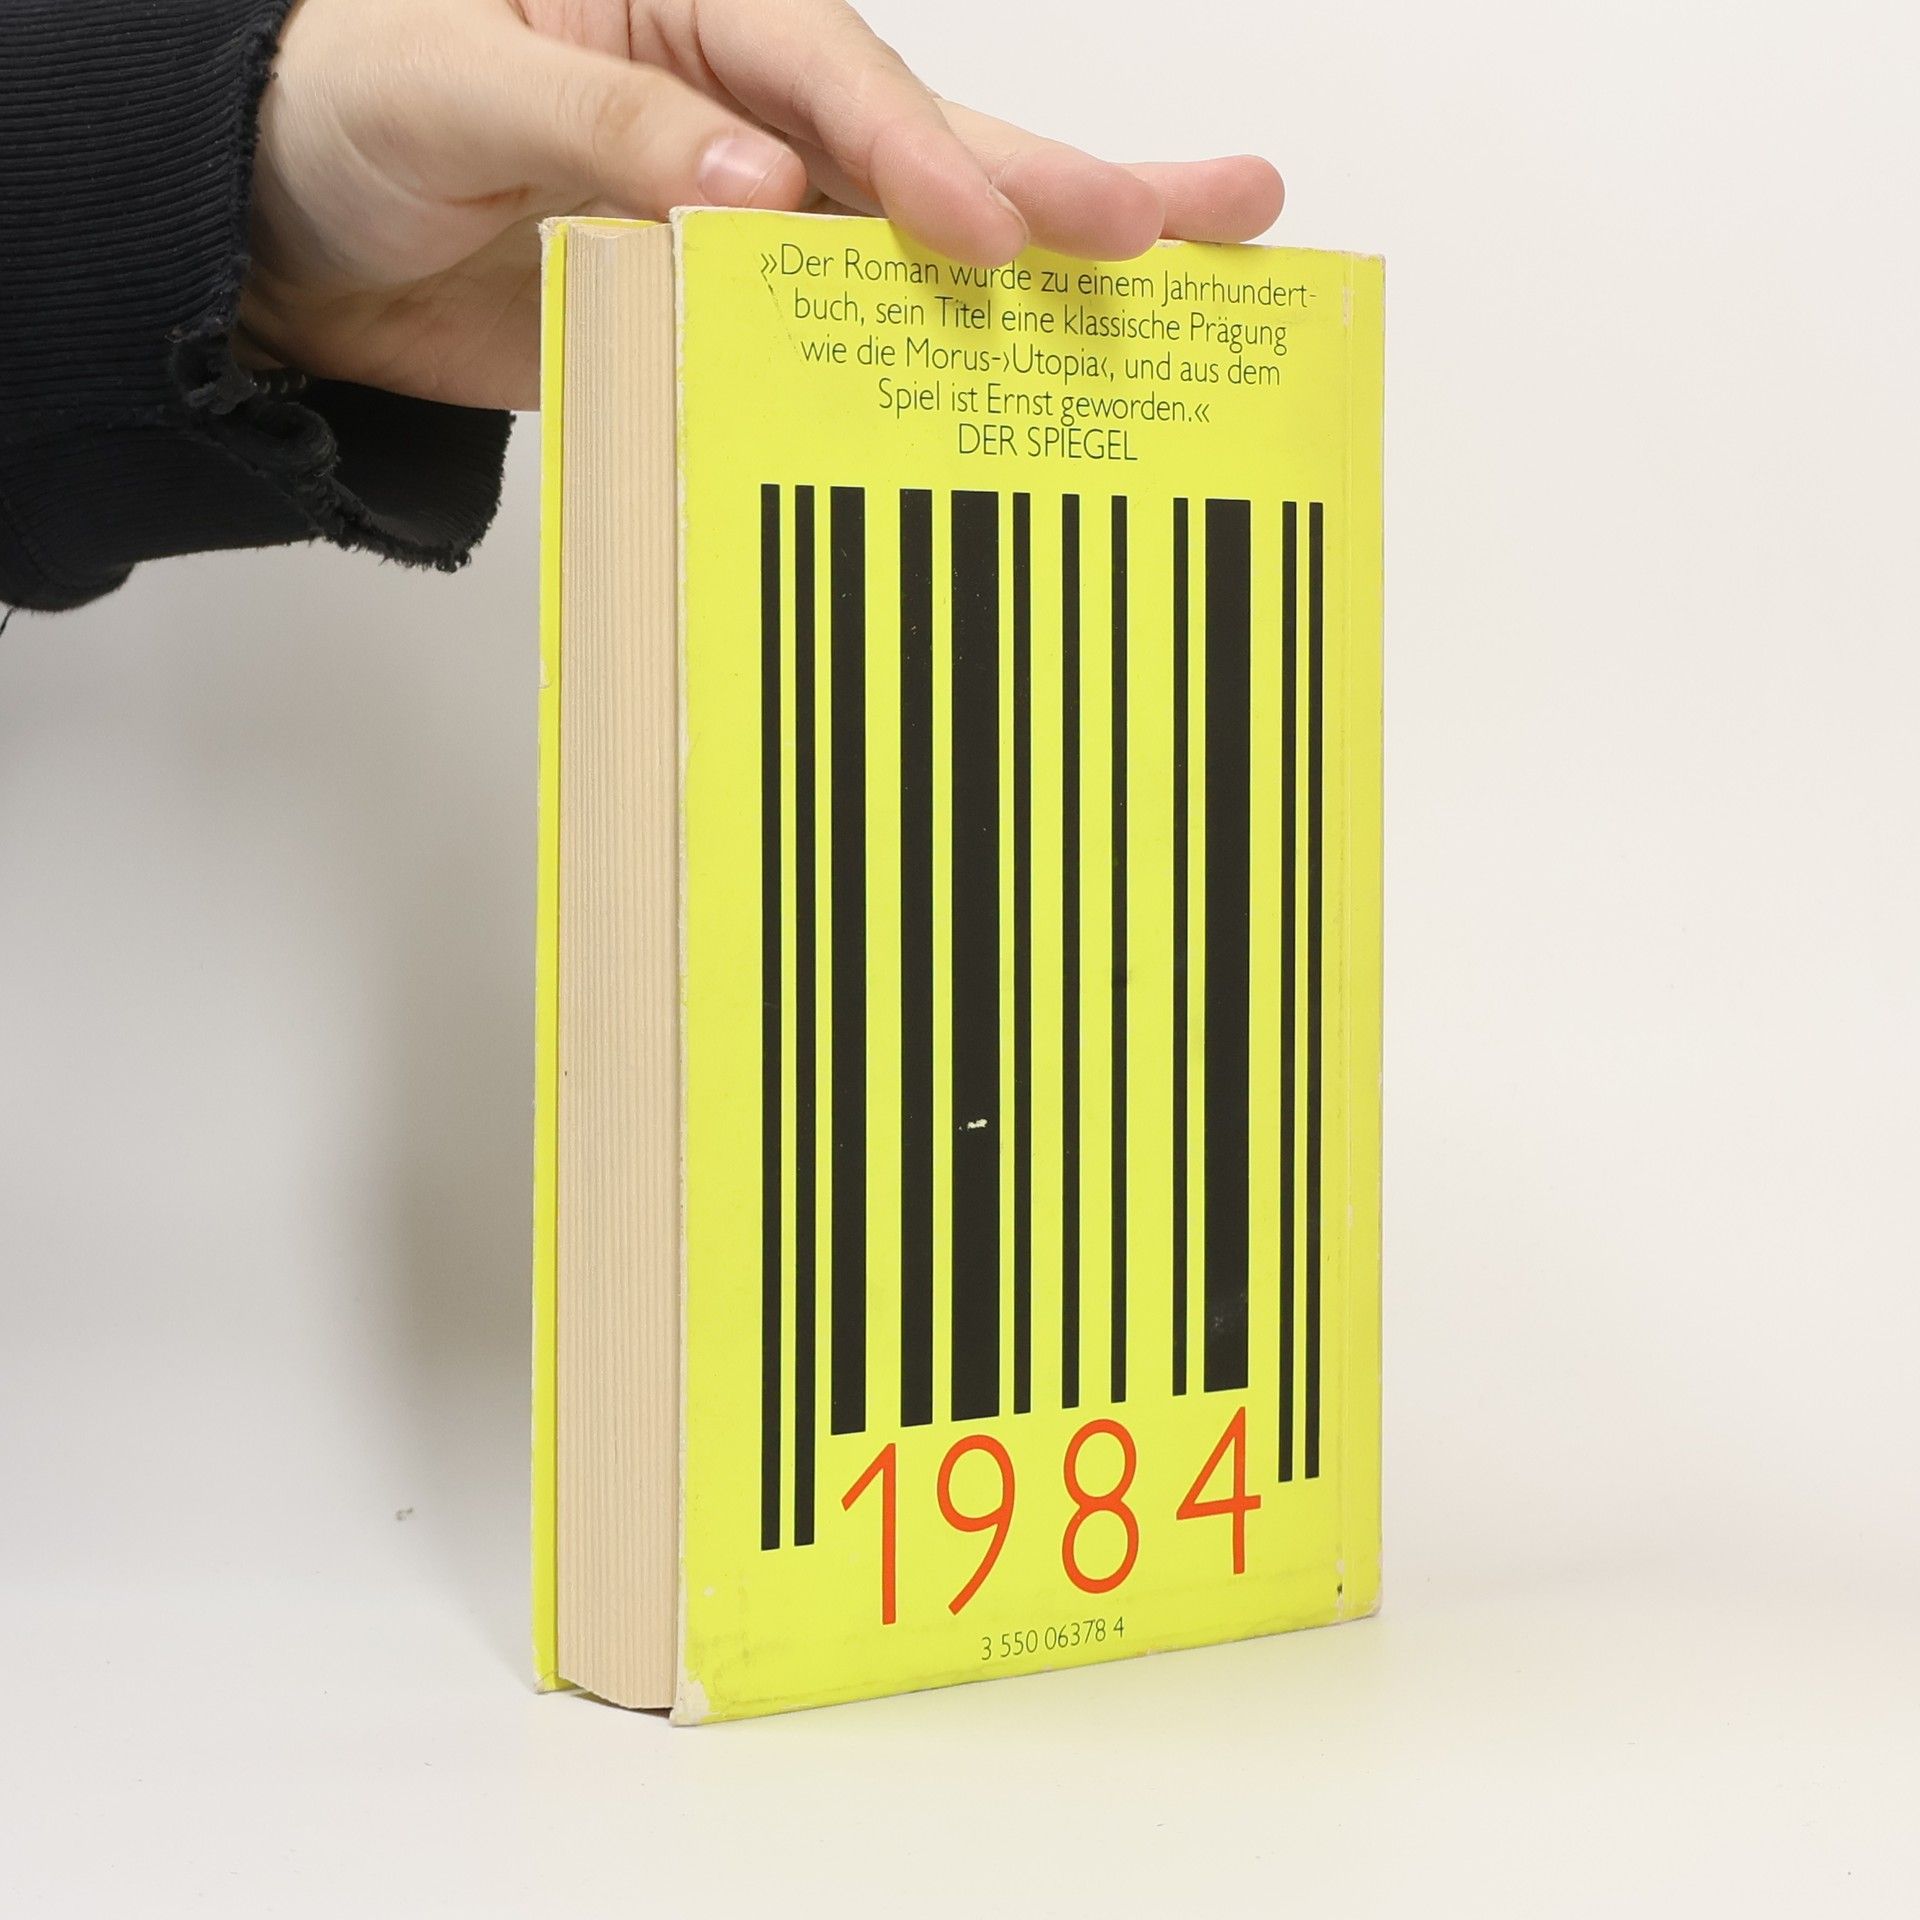 »Der Roman wurde zu einem Jahrhundert-
buch, sein Titel eine klassische Prägung
wie die Morus-›Utopia‹, und aus dem
Spiel ist Ernst geworden.«
DER SPIEGEL
1984
3 550 06378 4